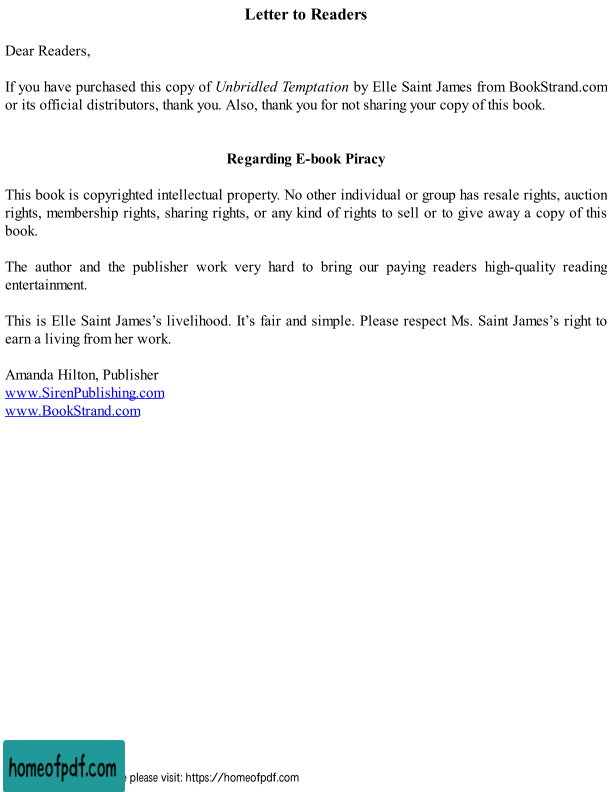 Letter to Readers
Dear Readers,
If you have purchased this copy of Unbridled Temptation by Elle Saint James from BookStrand.com
or its official distributors, thank you. Also, thank you for not sharing your copy of this book.
Regarding E-book Piracy
This book is copyrighted intellectual property. No other individual or group has resale rights, auction
rights, membership rights, sharing rights, or any kind of rights to sell or to give away a copy of this
book.
The author and the publisher work very hard to bring our paying readers high-quality reading
entertainment.
This is Elle Saint James’s livelihood. It’s fair and simple. Please respect Ms. Saint James’s right to
earn a living from her work.
Amanda Hilton, Publisher
www.SirenPublishing.com
www.BookStrand.com
homeofpdf.com
please visit: https://homeofpdf.com